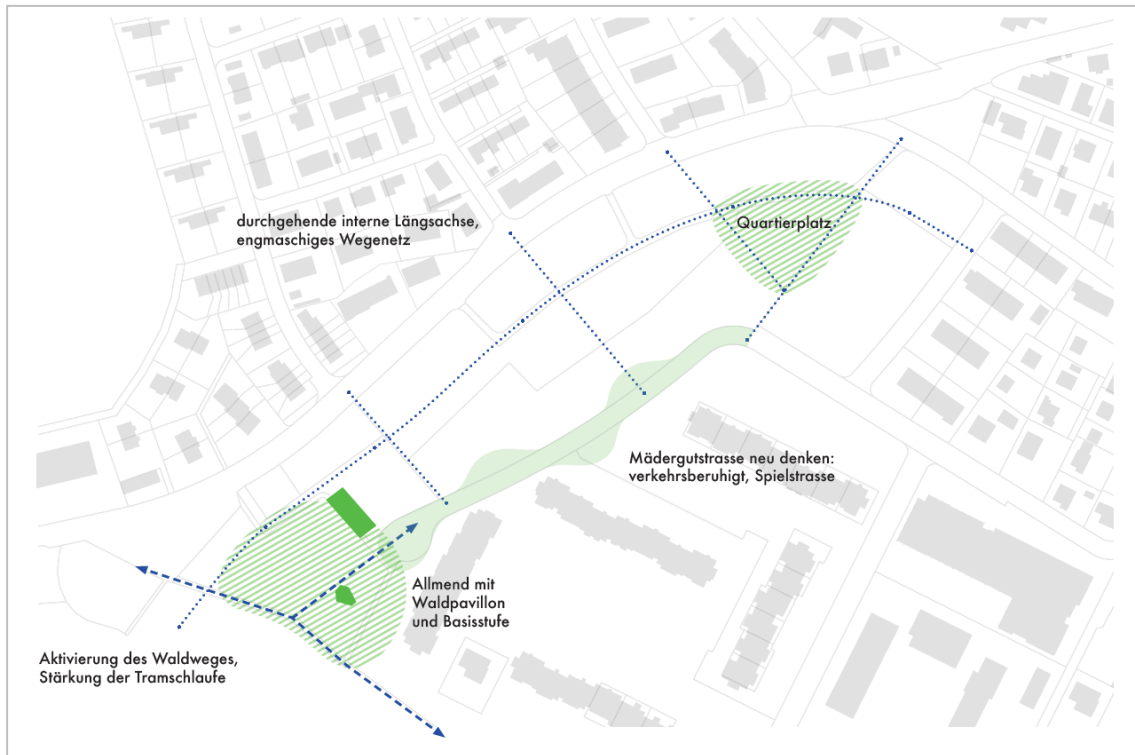 durchgehende interne Längsachse,
engmaschiges Wegenetz
Quartierplatz
Mädergutstrasse neu denken:
verkehrsberuhigt, Spielstrasse
Allmend mit
Waldpavillon
und Basisstufe
Aktivierung des Waldweges,
Stärkung der Tramschlaufe